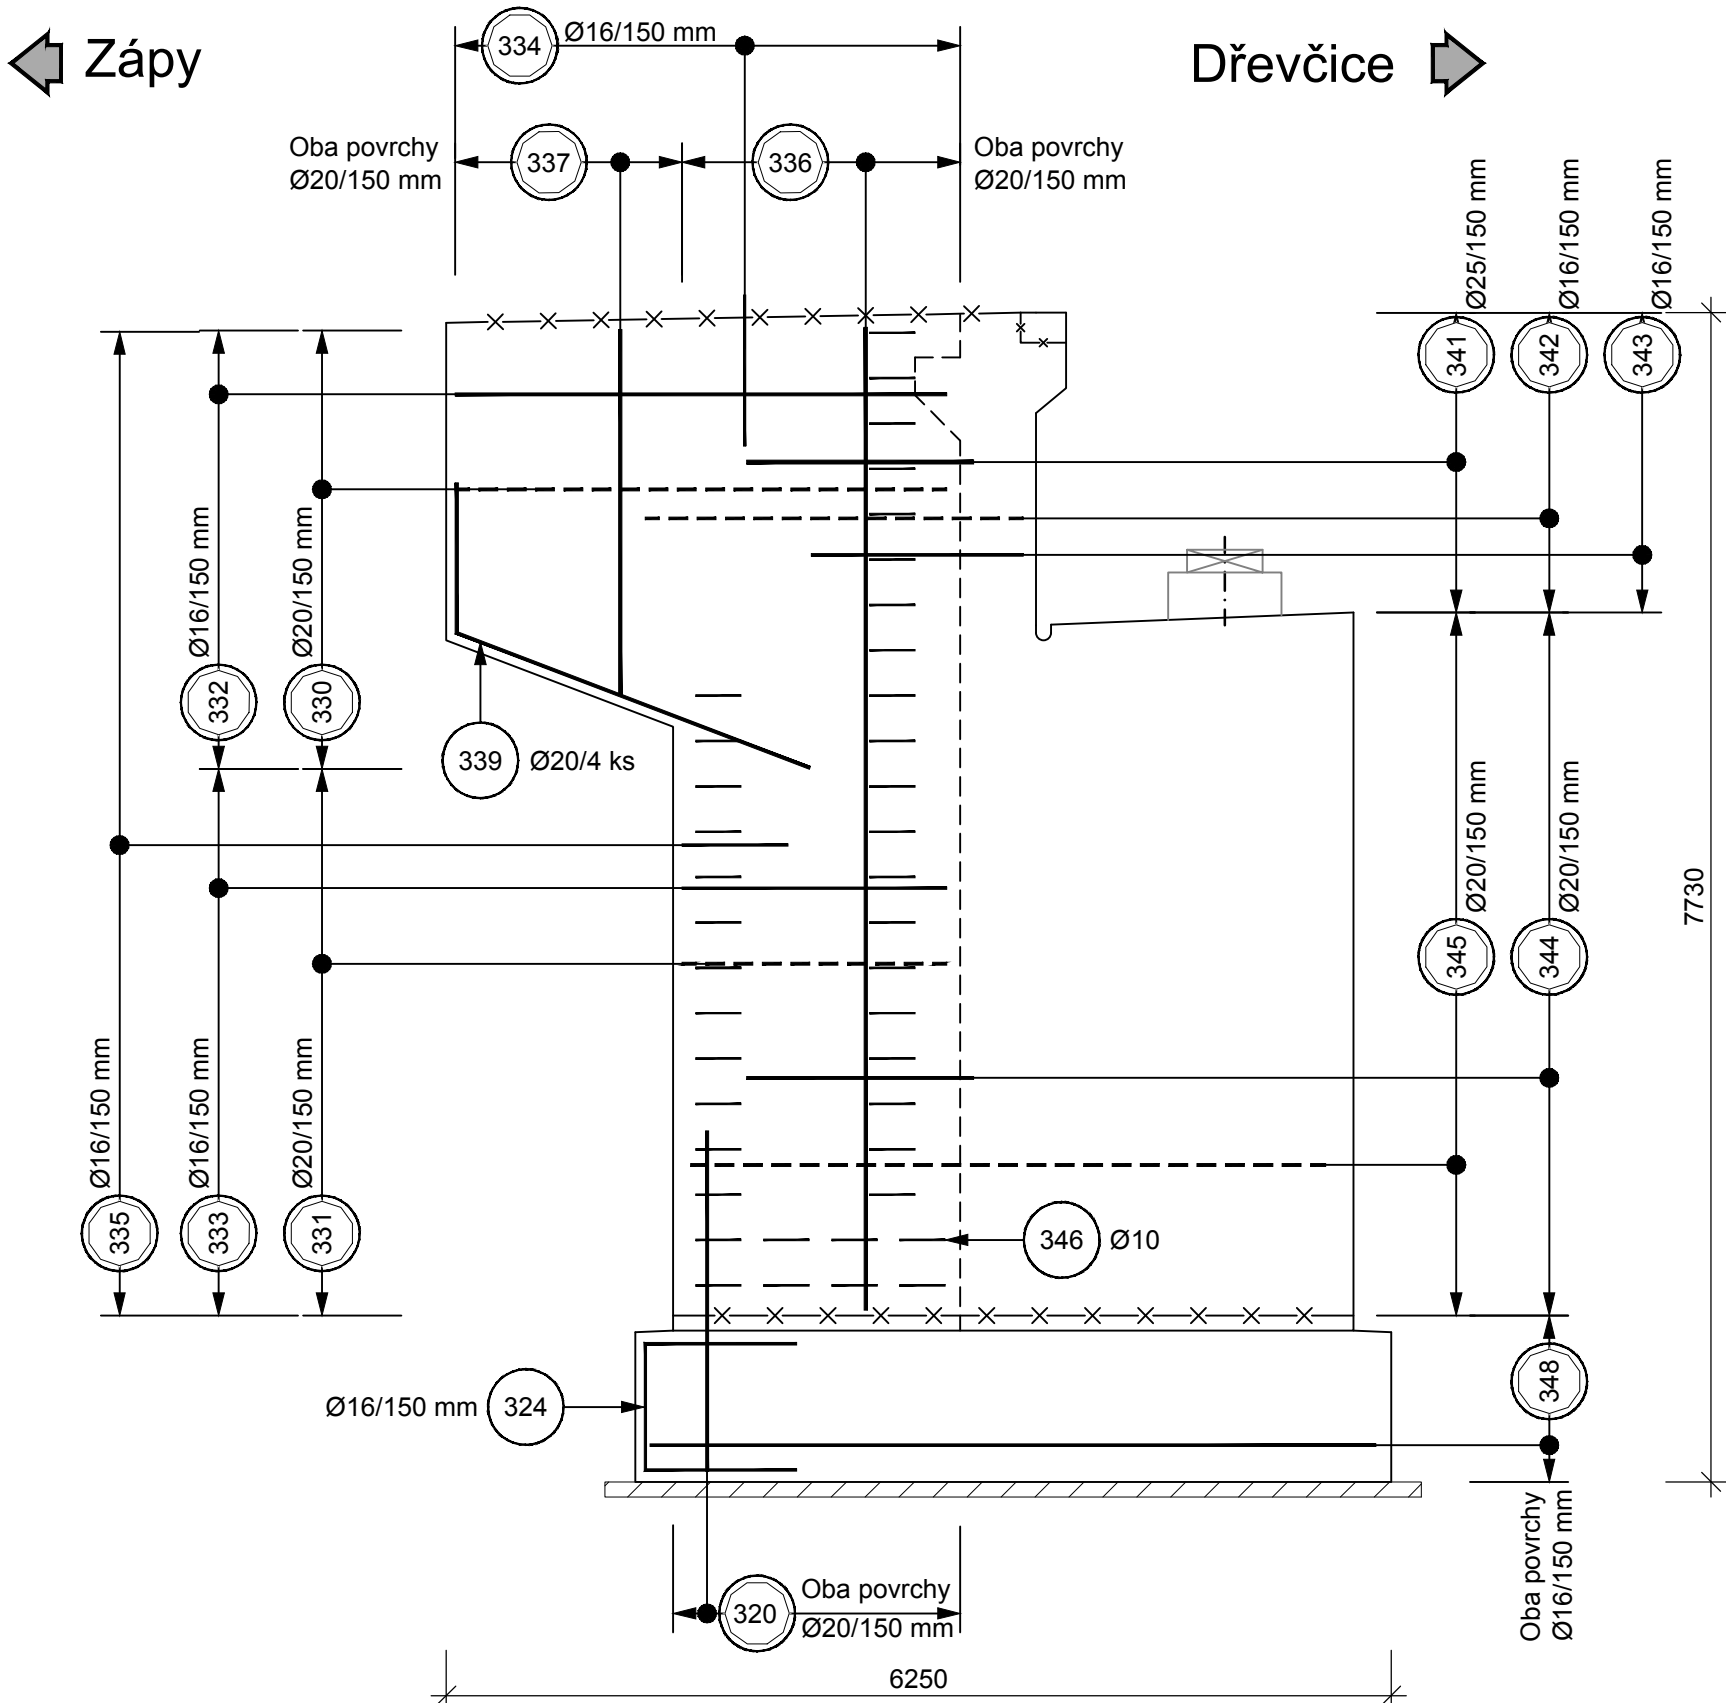 Zápy
334
Ø16/150 mm
Dřevčice
Oba povrchy
Ø20/150 mm
337
336
Oba povrchy
Ø20/150 mm
Ø25/150 mm
Ø16/150 mm
Ø16/150 mm
341
342
343
Ø16/150 mm
Ø20/150 mm
332
330
339
Ø20/4 ks
Ø20/150 mm
Ø20/150 mm
7730
345
344
Ø16/150 mm
Ø16/150 mm
Ø20/150 mm
335
333
331
346
Ø10
Ø16/150 mm
324
348
Oba povrchy
Ø16/150 mm
320
Oba povrchy
Ø20/150 mm
6250